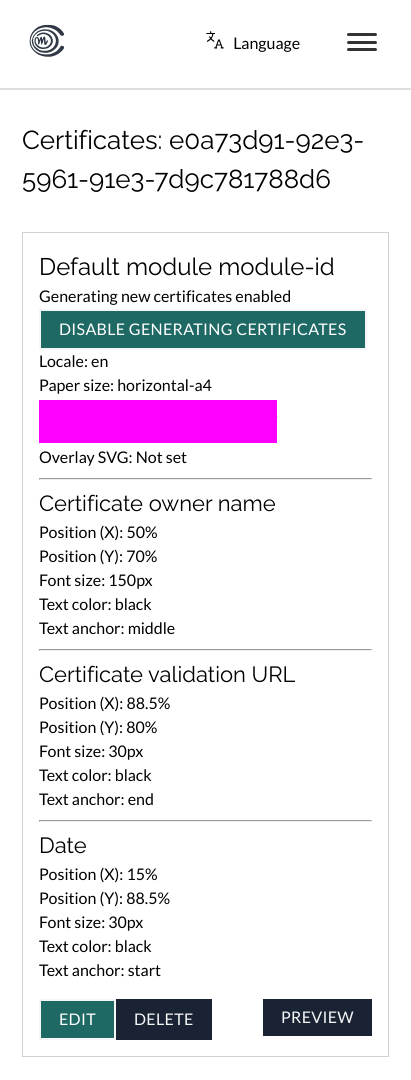 Language
Certificates: e0a73d91-92e3-
5961-91e3-7d9c781788d6
Default module module-id
Generating new certificates enabled
DISABLE GENERATING CERTIFICATES
Locale: en
Paper size: horizontal-a4
Overlay SVG: Not set
Certificate owner name
Position (X): 50%
Position (Y): 70%
Font size: 150px
Text color: black
Text anchor: middle
Certificate validation URL
Position (X): 88.5%
Position (Y): 80%
Font size: 30px
Text color: black
Text anchor: end
Date
Position (X): 15%
Position (Y): 88.5%
Font size: 30px
Text color: black
Text anchor: start
EDIT DELETE PREVIEW